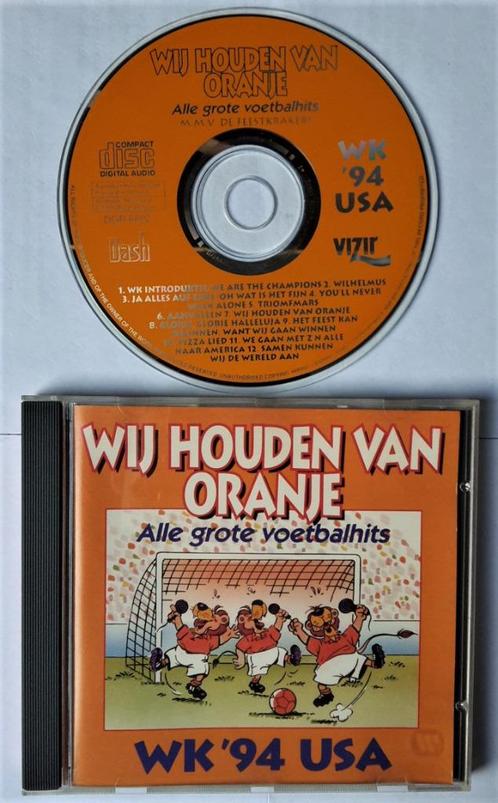 WIJ HOUDEN VAN
ORANJE
Alle grote voetbalhits
M.M.V. DE FEESTKRAKERS
COMPACT
disc
DIGITAL AUDIO
WK
'94
USA
Dash
VIZIR
1. WK INTRODUKTIE/WE ARE THE CHAMPIONS 2. WILHELMUS
3. JA ALLES OH WAT IS HET FIJN 4. YOU'LL NEVER
WALK ALONE 5. TRIOMFMARS
6. AANVALLEN 7. WIJ HOUDEN VAN ORANJE
8. GLORIE, GLORIE HALLELUJA 9. HET FEEST KAN
BEGINNEN, WANT WIJ GAAN WINNEN
10. PIZZA LIED 11. WE GAAN MET Z'N ALLE
NAAR AMERICA 12. SAMEN KUNNEN
WIJ DE WERELD AAN
WIJ HOUDEN VAN
ORANJE
Alle grote voetbalhits
WK '94 USA